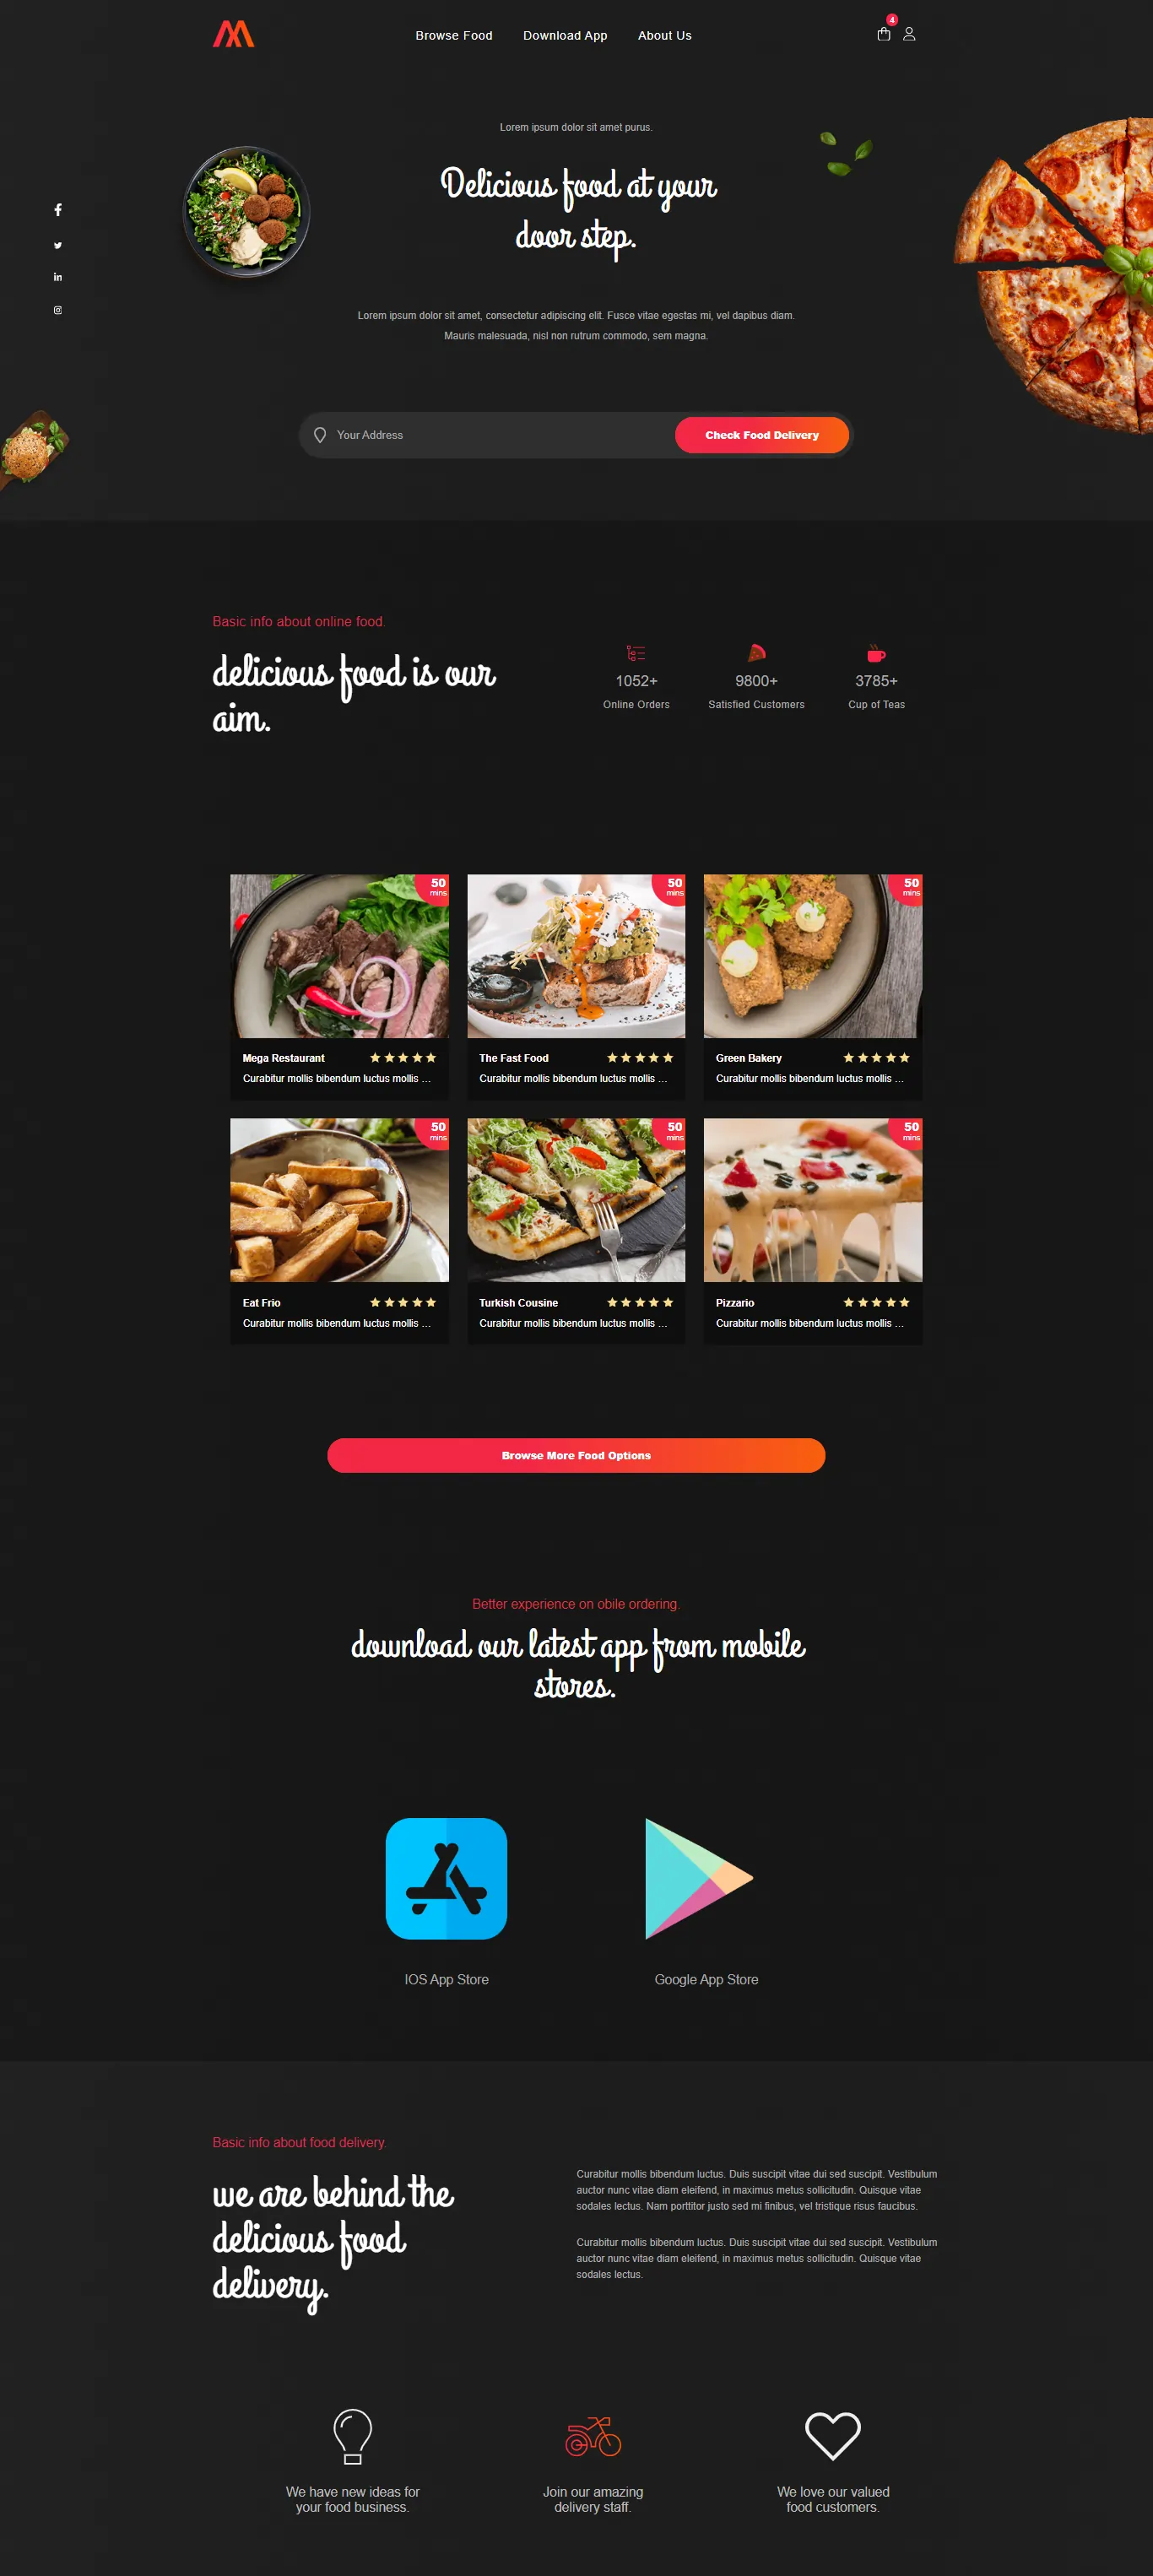 Browse Food Download App About Us 4
Lorem ipsum dolor sit amet purus.
Delicious food at your
door step.
Lorem ipsum dolor sit amet, consectetur adipiscing elit. Fusce vitae egestas mi, vel dapibus diam.
Mauris malesuada, nisl non rutrum commodo, sem magna.
Your Address
Check Food Delivery
Basic info about online food.
delicious food is our
aim.
1052+
Online Orders
9800+
Satisfied Customers
3785+
Cup of Teas
50
mins
Mega Restaurant
Curabitur mollis bibendum luctus mollis ...
50
mins
The Fast Food
Curabitur mollis bibendum luctus mollis ...
50
mins
Green Bakery
Curabitur mollis bibendum luctus mollis ...
50
mins
Eat Frio
Curabitur mollis bibendum luctus mollis ...
50
mins
Turkish Cousine
Curabitur mollis bibendum luctus mollis ...
50
mins
Pizzario
Curabitur mollis bibendum luctus mollis ...
Browse More Food Options
Better experience on obile ordering.
download our latest app from mobile
stores.
IOS App Store
Google App Store
Basic info about food delivery.
we are behind the
delicious food
delivery.
Curabitur mollis bibendum luctus. Duis suscipit vitae dui sed suscipit. Vestibulum
auctor nunc vitae diam eleifend, in maximus metus sollicitudin. Quisque vitae
sodales lectus. Nam porttitor justo sed mi finibus, vel tristique risus faucibus.
Curabitur mollis bibendum luctus. Duis suscipit vitae dui sed suscipit. Vestibulum
auctor nunc vitae diam eleifend, in maximus metus sollicitudin. Quisque vitae
sodales lectus.
We have new ideas for
your food business.
Join our amazing
delivery staff.
We love our valued
food customers.